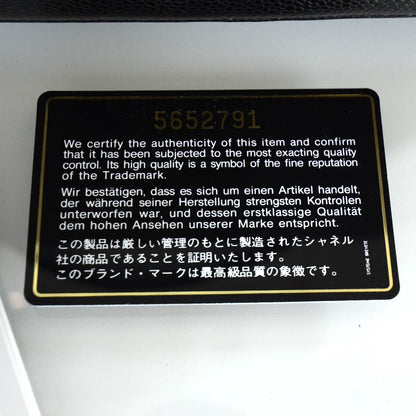 5652791
We certify the authenticity of this item and confirm
that it has been subjected to the most exacting quality
control. Its high quality is a symbol of the fine reputation
of the Trademark.
Wir bestätigen, dass es sich um einen Artikel handelt,
der während seiner Herstellung strengsten Kontrollen
unterworfen war, und dessen erstklassige Qualität
dem hohen Ansehen unserer Marke entspricht.
この製品は厳しい管理のもとに製造されたシャネル
社の商品であることを証明いたします。
このブランド・マークは最高級品質の象徴です。